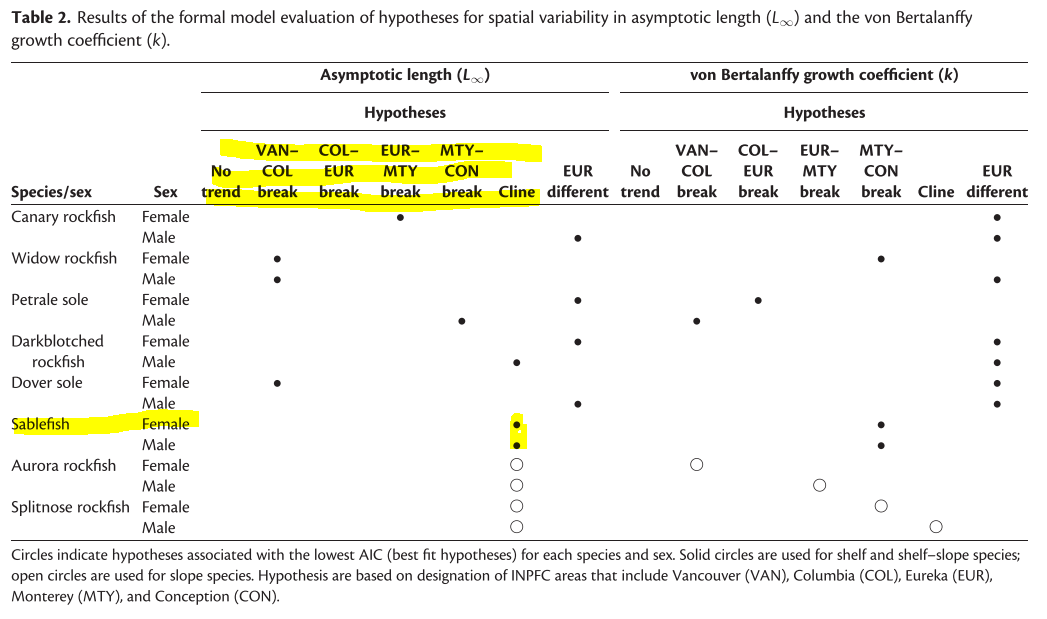 Table 2. Results of the formal model evaluation of hypotheses for spatial variability in asymptotic length (L∞) and the von Bertalanffy
growth coefficient (k).
Asymptotic length (L∞) von Bertalanffy growth coefficient (k)
Hypotheses Hypotheses
VAN– COL– EUR– MTY– VAN– COL– EUR– MTY–
No COL EUR MTY CON EUR No COL EUR MTY CON EUR
Species/sex Sex trend break break break break Cline different trend break break break break Cline different
Canary rockfish Female ● ●
Male ● ●
Widow rockfish Female ● ●
Male ● ●
Petrale sole Female ● ●
Male ● ●
Darkblotched Female ● ●
rockfish Male ● ●
Dover sole Female ● ●
Male ● ●
Sablefish Female ● ●
Male ● ●
Aurora rockfish Female ○ ○
Male ○ ○
Splitnose rockfish Female ○ ○
Male ○ ○
Circles indicate hypotheses associated with the lowest AIC (best fit hypotheses) for each species and sex. Solid circles are used for shelf and shelf–slope species;
open circles are used for slope species. Hypothesis are based on designation of INPFC areas that include Vancouver (VAN), Columbia (COL), Eureka (EUR),
Monterey (MTY), and Conception (CON).